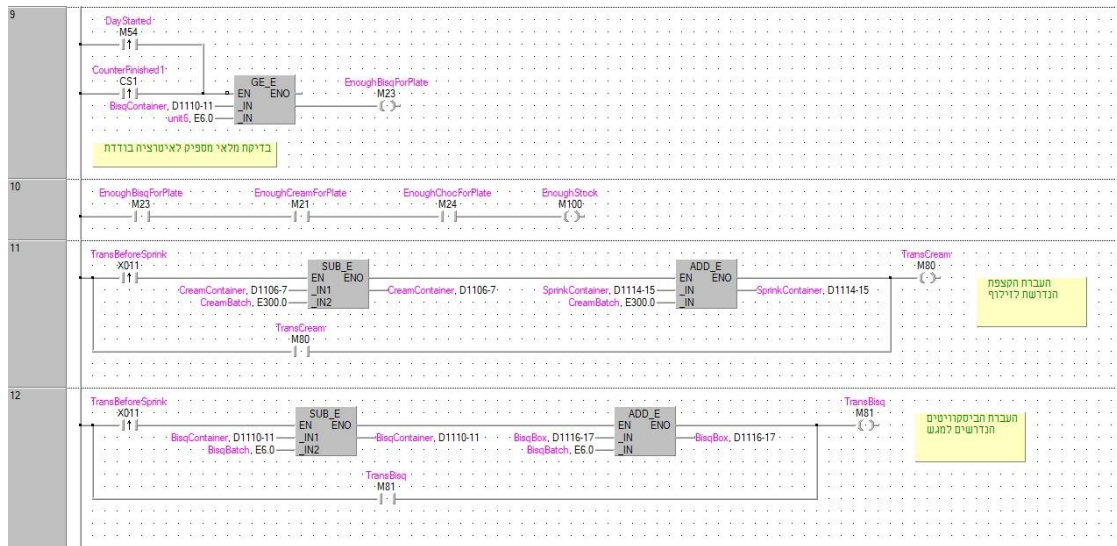 9
DayStarted
M54
CounterFinished1
CS1
GE_E
EN ENO
BisqContainer, D1110-11 _IN
unit6, E6.0 _IN
EnoughBisqForPlate
M23
בדיקת מלאי מספיק לאיטרציה בודדת
10
EnoughBisqForPlate EnoughCreamForPlate EnoughChocForPlate EnoughStock
M23 M21 M24 M100
11
TransBeforeSprink
X011
SUB_E
EN ENO
CreamContainer, D1106-7 _IN1 CreamContainer, D1106-7
CreamBatch, E300.0 _IN2
ADD_E
EN ENO
SprinkContainer, D1114-15 _IN SprinkContainer, D1114-15
CreamBatch, E300.0 _IN
TransCream
M80
העברת הקצפת
הנדרשת לזילוף
TransCream
M80
12
TransBeforeSprink
X011
SUB_E
EN ENO
BisqContainer, D1110-11 _IN1 BisqContainer, D1110-11
BisqBatch, E6.0 _IN2
ADD_E
EN ENO
BisqBox, D1116-17 _IN BisqBox, D1116-17
BisqBatch, E6.0 _IN
TransBisq
M81
העברת הביסקוויטים
הנדרשים למגש
TransBisq
M81